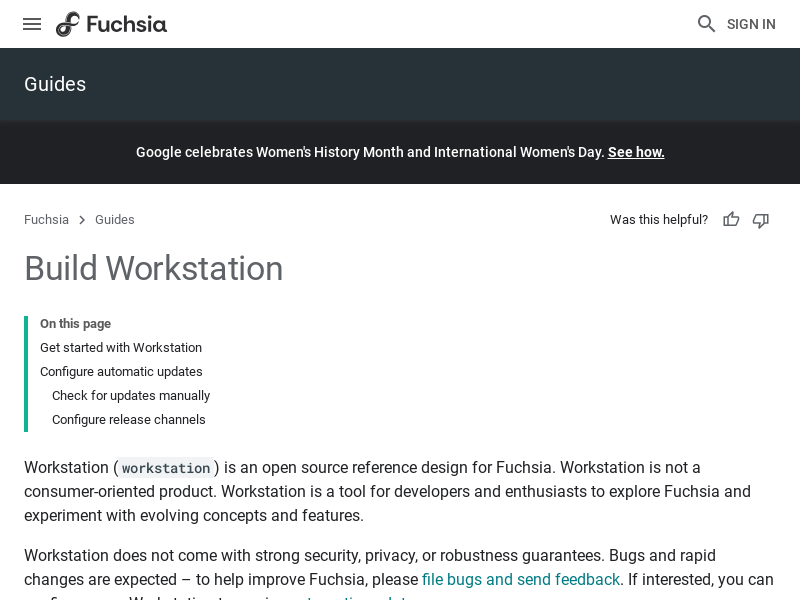 Fuchsia
SIGN IN
Guides
Google celebrates Women's History Month and International Women's Day. See how.
Fuchsia > Guides
Was this helpful?
Build Workstation
On this page
Get started with Workstation
Configure automatic updates
Check for updates manually
Configure release channels
Workstation (workstation) is an open source reference design for Fuchsia. Workstation is not a
consumer-oriented product. Workstation is a tool for developers and enthusiasts to explore Fuchsia and
experiment with evolving concepts and features.
Workstation does not come with strong security, privacy, or robustness guarantees. Bugs and rapid
changes are expected – to help improve Fuchsia, please file bugs and send feedback. If interested, you can